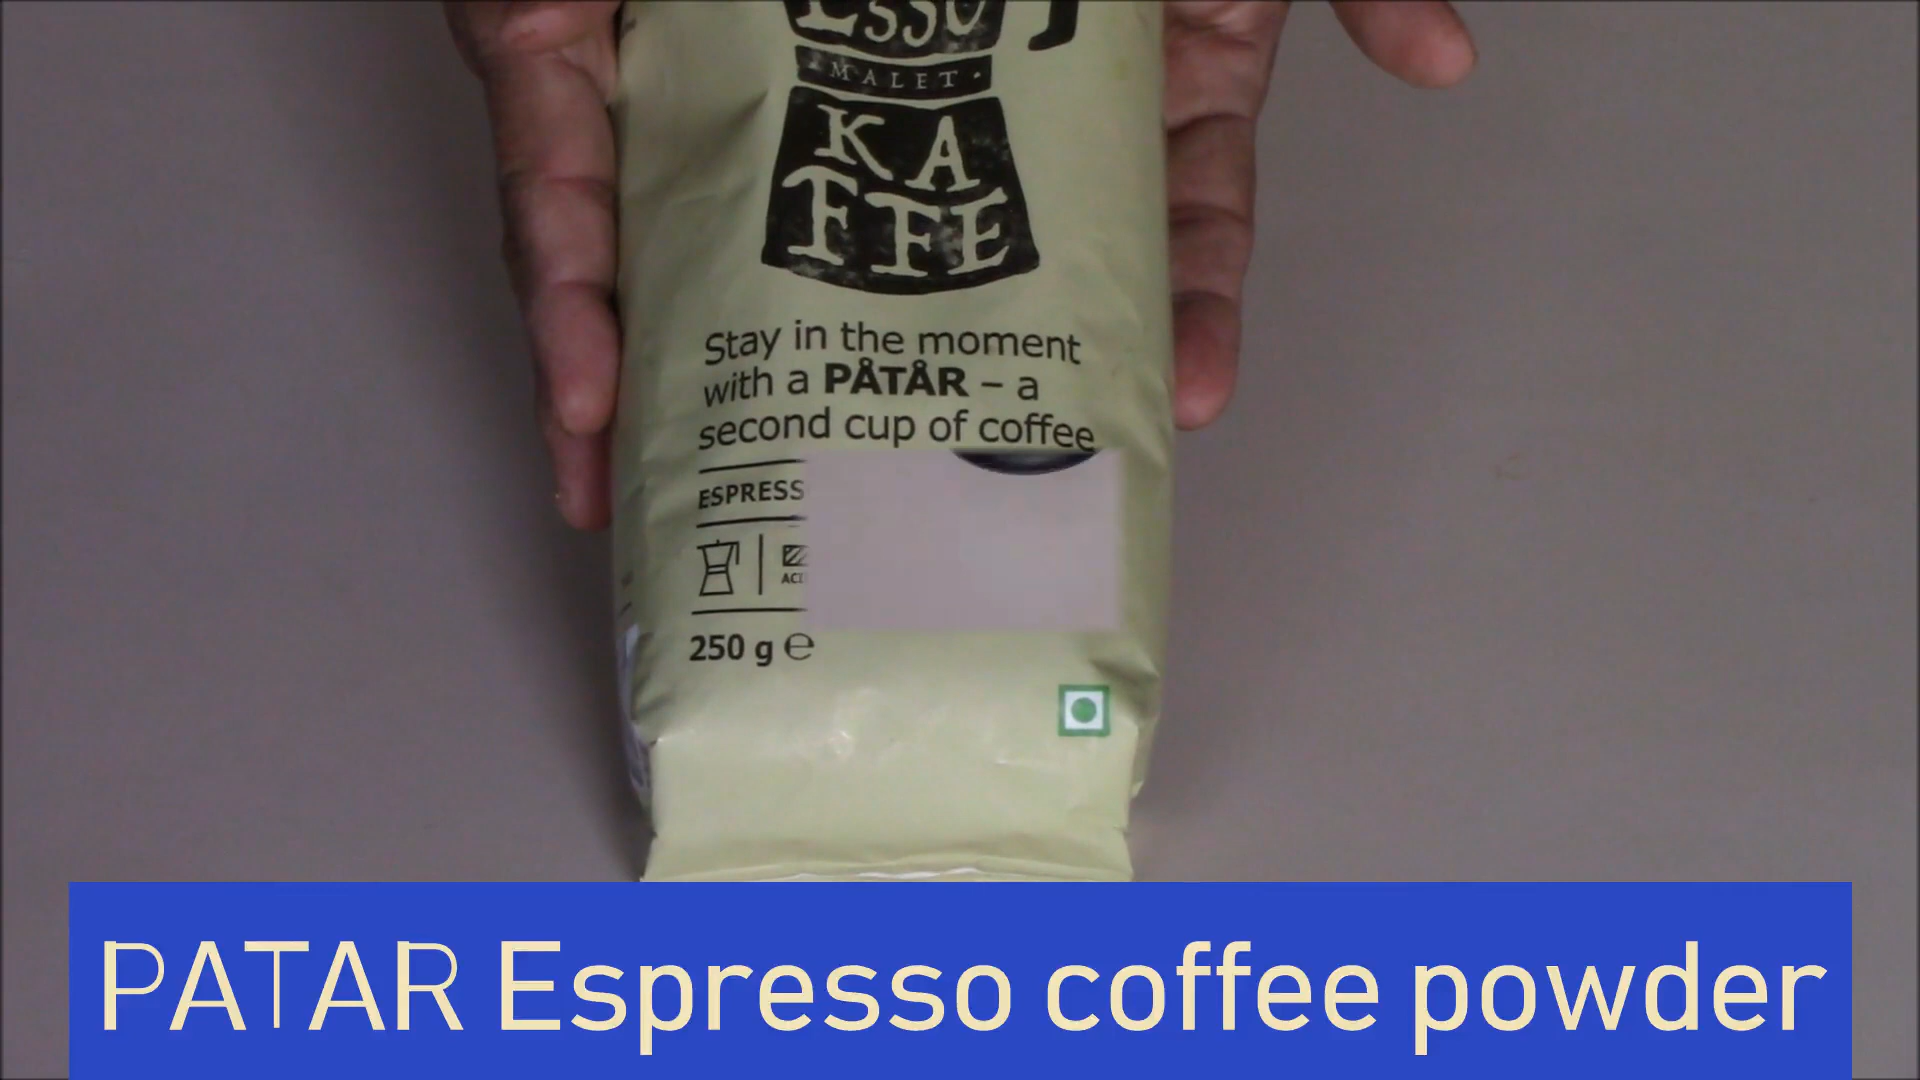 MALET
KA
FFE
Stay in the moment
with a PÅTÅR – a
second cup of coffee
ESPRESS
250 g ℮
PATAR Espresso coffee powder